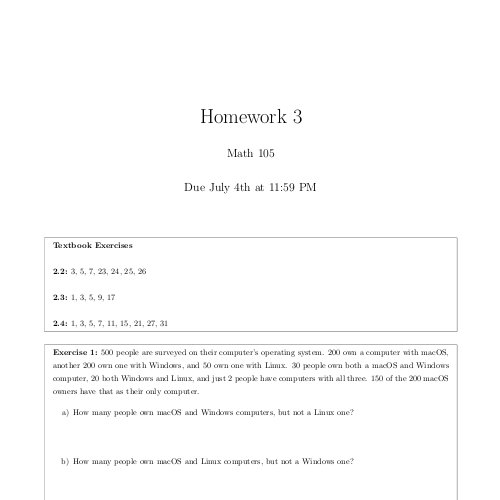 Homework 3
Math 105
Due July 4th at 11:59 PM
Textbook Exercises
2.2: 3, 5, 7, 23, 24, 25, 26
2.3: 1, 3, 5, 9, 17
2.4: 1, 3, 5, 7, 11, 15, 21, 27, 31
Exercise 1: 500 people are surveyed on their computer's operating system. 200 own a computer with macOS,
another 200 own one with Windows, and 50 own one with Linux. 30 people own both a macOS and Windows
computer, 20 both Windows and Linux, and just 2 people have computers with all three. 150 of the 200 macOS
owners have that as their only computer.
a) How many people own macOS and Windows computers, but not a Linux one?
b) How many people own macOS and Linux computers, but not a Windows one?